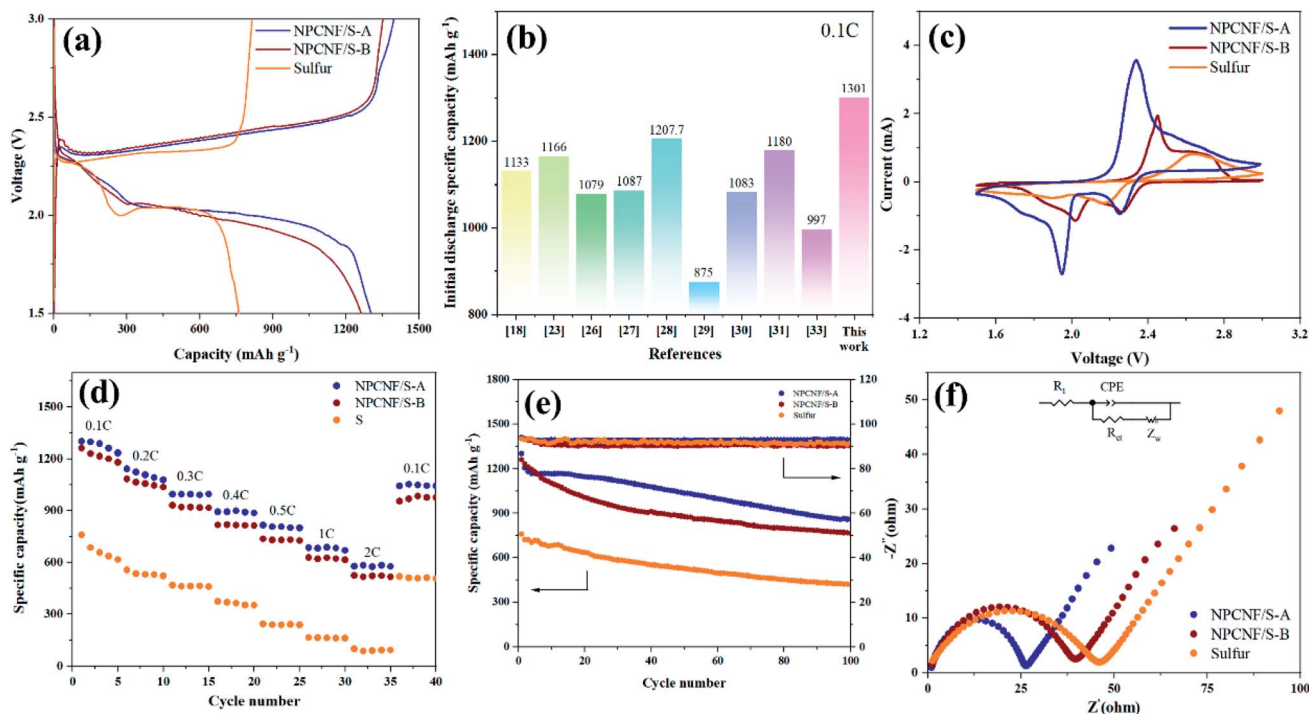 (a)
NPCNF/S-A
NPCNF/S-B
Sulfur
3.0
2.5
2.0
1.5
Voltage (V)
0 300 600 900 1200 1500
Capacity (mAh g⁻¹)
(b)
0.1C
1400
1200
1000
800
Initial discharge specific capacity (mAh g⁻¹)
1133
1166
1079
1087
1207.7
875
1083
1180
997
1301
[18] [23] [26] [27] [28] [29] [30] [31] [33] This work
References
(c)
NPCNF/S-A
NPCNF/S-B
Sulfur
4
2
0
-2
-4
Current (mA)
1.2 1.6 2.0 2.4 2.8 3.2
Voltage (V)
(d)
NPCNF/S-A
NPCNF/S-B
S
1500
1200
900
600
300
0
Specific capacity(mAh g⁻¹)
0.1C
0.2C
0.3C
0.4C
0.5C
1C
2C
0.1C
0 5 10 15 20 25 30 35 40
Cycle number
(e)
NPCNF/S-A
NPCNF/S-B
Sulfur
1800
1500
1200
900
600
300
0
Specific capacity (mAh g⁻¹)
120
100
80
60
40
20
0
0 20 40 60 80 100
Cycle number
(f)
R₁
CPE
R_ct
Z_w
NPCNF/S-A
NPCNF/S-B
Sulfur
50
40
30
20
10
0
-Z''(ohm)
0 25 50 75 100
Z'(ohm)